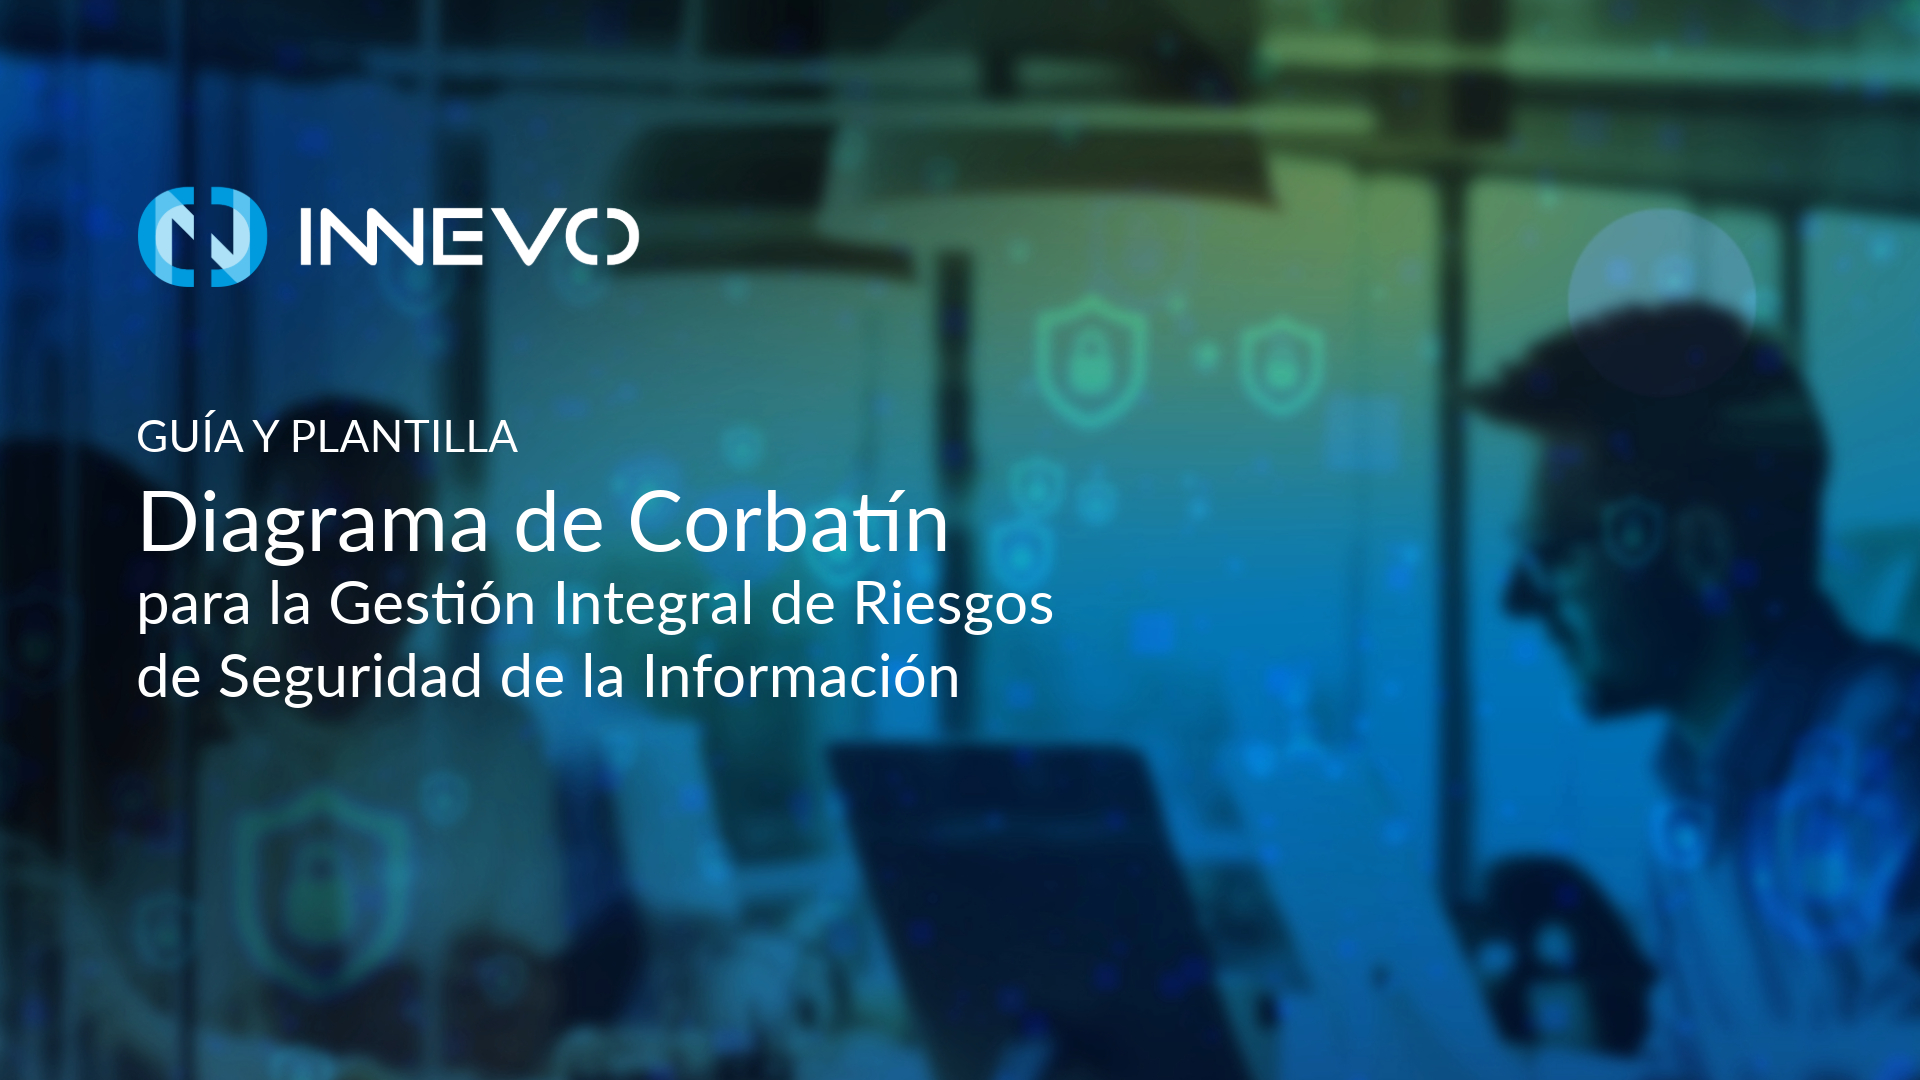 INNEVO
GUÍA Y PLANTILLA
Diagrama de Corbatín
para la Gestión Integral de Riesgos
de Seguridad de la Información